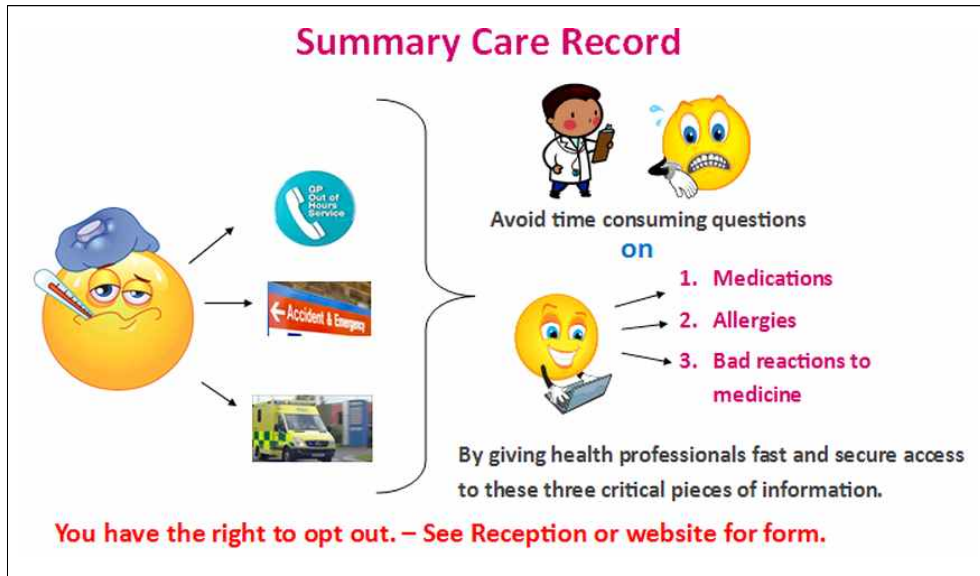 Summary Care Record
GP
Out of
Hours
Service
Accident & Emergency
Avoid time consuming questions
on
1. Medications
2. Allergies
3. Bad reactions to
medicine
By giving health professionals fast and secure access
to these three critical pieces of information.
You have the right to opt out. – See Reception or website for form.